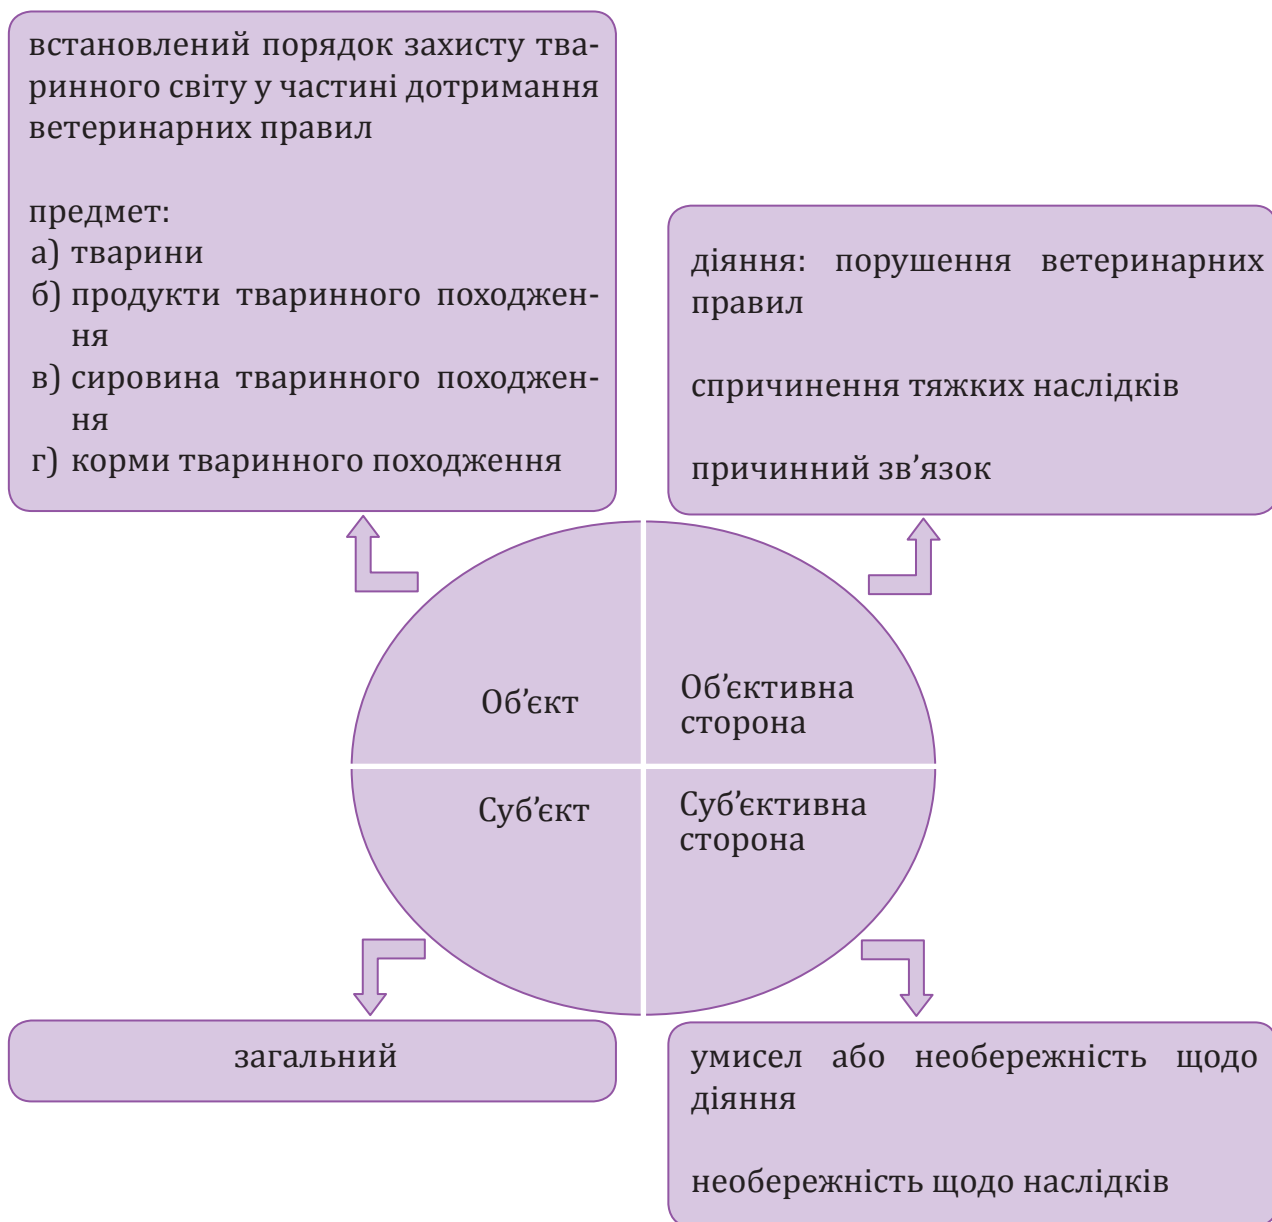 встановлений порядок захисту тва-
ринного світу у частині дотримання
ветеринарних правил
предмет:
а) тварини
б) продукти тваринного походжен-
ня
в) сировина тваринного походжен-
ня
г) корми тваринного походження
діяння: порушення ветеринарних
правил
спричинення тяжких наслідків
причинний зв’язок
Об’єкт
Об’єктивна
сторона
Суб’єкт
Суб’єктивна
сторона
загальний
умисел або необережність щодо
діяння
необережність щодо наслідків